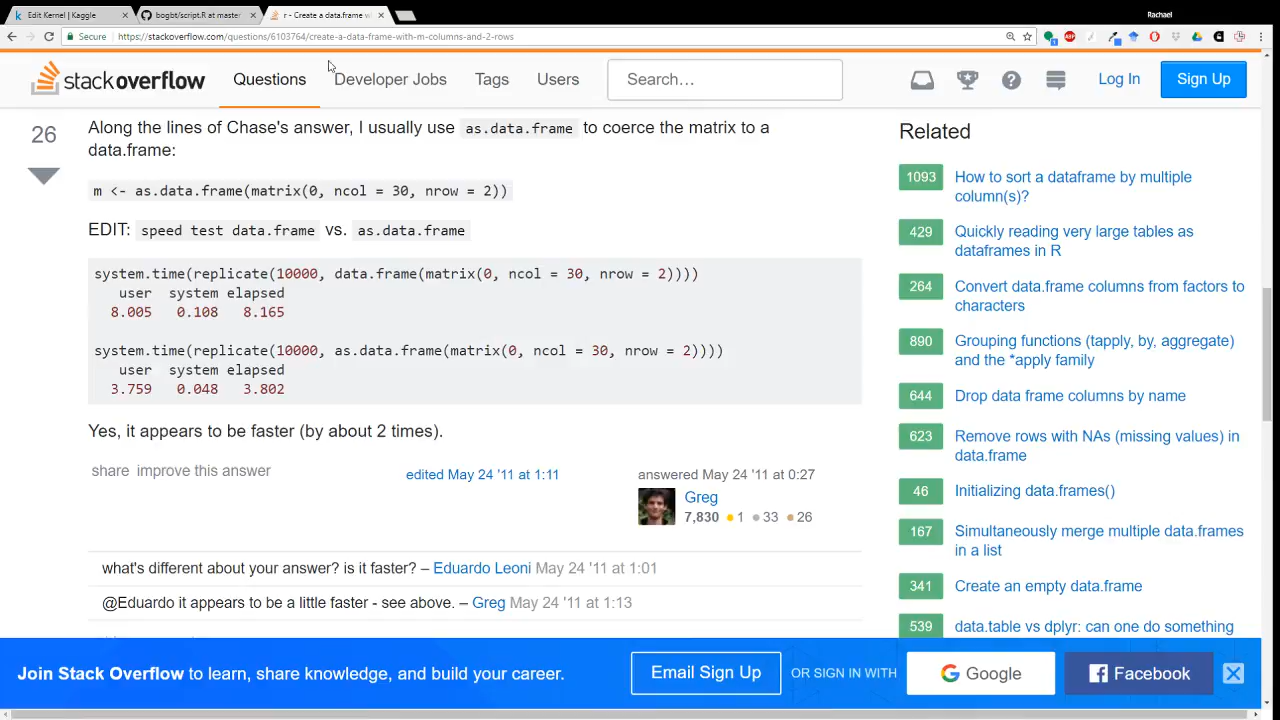 Edit Kernel | Kaggle
bogbt/script.R at master
r - Create a data.frame w
Rachael
Secure
https://stackoverflow.com/questions/6103764/create-a-data-frame-with-m-columns-and-2-rows
stackoverflow
Questions
Developer Jobs
Tags
Users
Search…
Log In
Sign Up
26
Along the lines of Chase's answer, I usually use as.data.frame to coerce the matrix to a
data.frame:
m <- as.data.frame(matrix(0, ncol = 30, nrow = 2))
EDIT: speed test data.frame vs. as.data.frame
system.time(replicate(10000, data.frame(matrix(0, ncol = 30, nrow = 2))))
user system elapsed
8.005 0.108 8.165
system.time(replicate(10000, as.data.frame(matrix(0, ncol = 30, nrow = 2))))
user system elapsed
3.759 0.048 3.802
Yes, it appears to be faster (by about 2 times).
share improve this answer
edited May 24 '11 at 1:11
answered May 24 '11 at 0:27
Greg
7,830 1 33 26
what's different about your answer? is it faster? – Eduardo Leoni May 24 '11 at 1:01
@Eduardo it appears to be a little faster - see above. – Greg May 24 '11 at 1:13
Related
1093 How to sort a dataframe by multiple
column(s)?
429 Quickly reading very large tables as
dataframes in R
264 Convert data.frame columns from factors to
characters
890 Grouping functions (tapply, by, aggregate)
and the *apply family
644 Drop data frame columns by name
623 Remove rows with NAs (missing values) in
data.frame
46 Initializing data.frames()
167 Simultaneously merge multiple data.frames
in a list
341 Create an empty data.frame
539 data.table vs dplyr: can one do something
Join Stack Overflow to learn, share knowledge, and build your career.
Email Sign Up
OR SIGN IN WITH
Google
Facebook